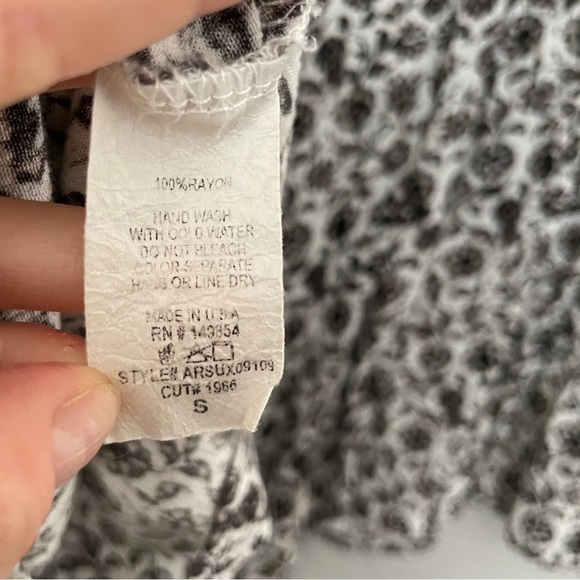 100%RAYON
HAND WASH
WITH COLD WATER
DO NOT BLEACH
COLOR SEPARATE
HANG OR LINE DRY
MADE IN U.S.A
RN # 149854
STYLE# ARSUX09109
CUT# 1966
S